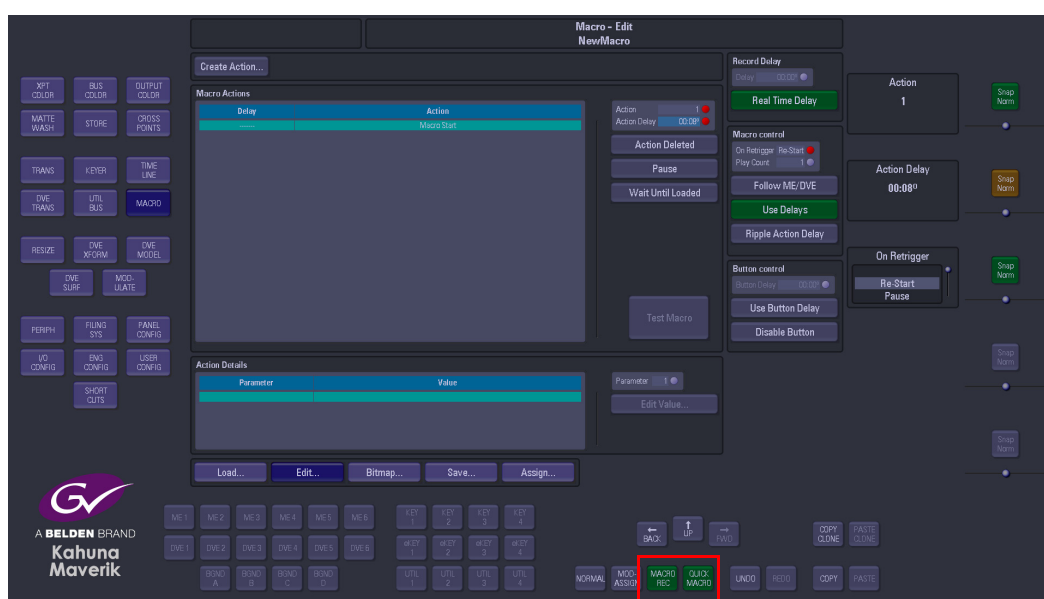 Macro – Edit
NewMacro
Create Action...
Macro Actions
Delay Action
------ Macro Start
Action 1
Action Delay 00:08⁰
Action Deleted
Pause
Wait Until Loaded
Test Macro
Record Delay
Delay 00:00⁰
Real Time Delay
Macro control
On Retrigger Re-Start
Play Count 1
Follow ME/DVE
Use Delays
Ripple Action Delay
Button control
Button Delay 00:00⁰
Use Button Delay
Disable Button
Action
1
Action Delay
00:08⁰
On Retrigger
Re-Start
Pause
Snap
Norm
Snap
Norm
Snap
Norm
Snap
Norm
Snap
Norm
XPT
COLOR
BUS
COLOR
OUTPUT
COLOR
MATTE
WASH
STORE
CROSS
POINTS
TRANS
KEYER
TIME
LINE
DVE
TRANS
UTIL
BUS
MACRO
RESIZE
DVE
XFORM
DVE
MODEL
DVE
SURF
MOD-
ULATE
PERIPH
FILING
SYS
PANEL
CONFIG
I/O
CONFIG
ENG
CONFIG
USER
CONFIG
SHORT
CUTS
Action Details
Parameter Value
Parameter 1
Edit Value...
Load...
Edit...
Bitmap...
Save...
Assign...
GV
A BELDEN BRAND
Kahuna
Maverik
ME 1
ME 2
ME 3
ME 4
ME 5
ME 6
KEY
1
KEY
2
KEY
3
KEY
4
DVE 1
DVE 2
DVE 3
DVE 4
DVE 5
DVE 6
eKEY
1
eKEY
2
eKEY
3
eKEY
4
BGND
A
BGND
B
BGND
C
BGND
D
UTIL
1
UTIL
2
UTIL
3
UTIL
4
BACK
UP
FWD
COPY
CLONE
PASTE
CLONE
NORMAL
MOD-
ASSIGN
MACRO
REC
QUICK
MACRO
UNDO
REDO
COPY
PASTE